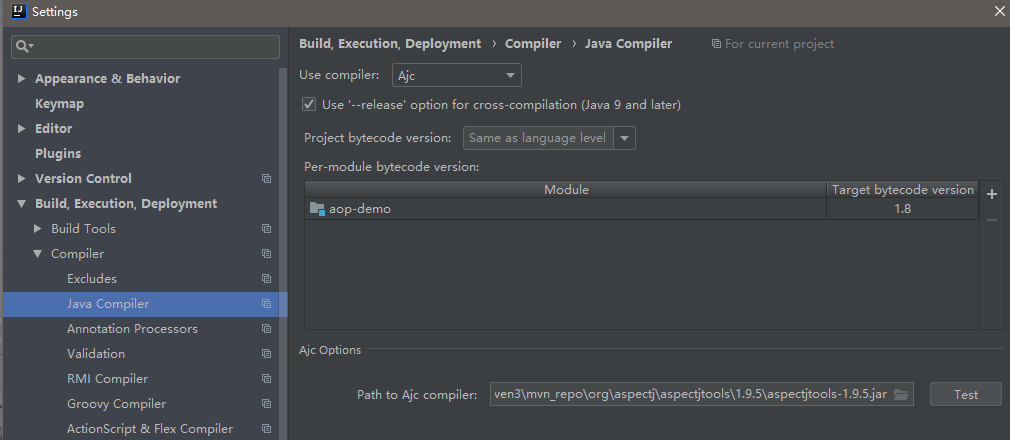 Settings
Appearance & Behavior
Keymap
Editor
Plugins
Version Control
Build, Execution, Deployment
Build Tools
Compiler
Excludes
Java Compiler
Annotation Processors
Validation
RMI Compiler
Groovy Compiler
ActionScript & Flex Compiler
Build, Execution, Deployment › Compiler › Java Compiler For current project
Use compiler: Ajc
Use '--release' option for cross-compilation (Java 9 and later)
Project bytecode version: Same as language level
Per-module bytecode version:
Module Target bytecode version
aop-demo 1.8
Ajc Options
Path to Ajc compiler: ven3\mvn_repo\org\aspectj\aspectjtools\1.9.5\aspectjtools-1.9.5.jar Test